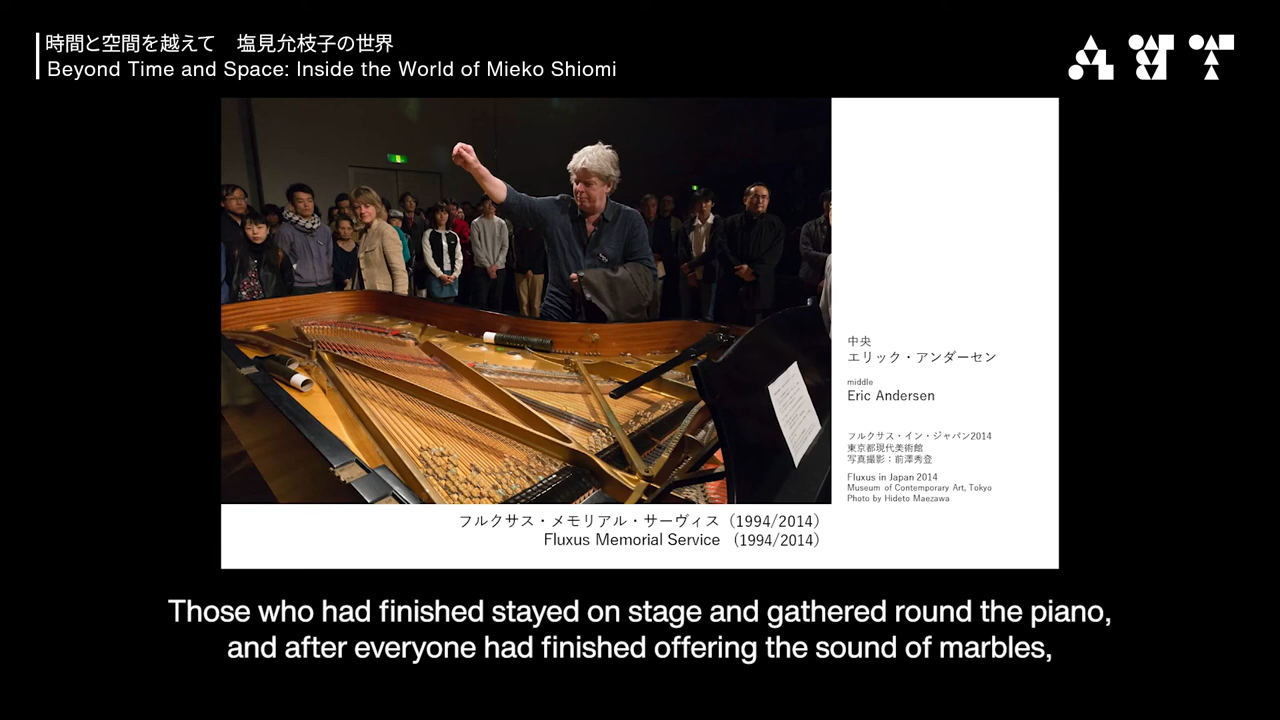 時間と空間を越えて　塩見允枝子の世界
Beyond Time and Space: Inside the World of Mieko Shiomi
ART
中央
エリック・アンダーセン
middle
Eric Andersen
フルクサス・イン・ジャパン2014
東京都現代美術館
写真撮影：前澤秀登
Fluxus in Japan 2014
Museum of Contemporary Art, Tokyo
Photo by Hideto Maezawa
フルクサス・メモリアル・サーヴィス（1994/2014）
Fluxus Memorial Service （1994/2014）
Those who had finished stayed on stage and gathered round the piano,
and after everyone had finished offering the sound of marbles,